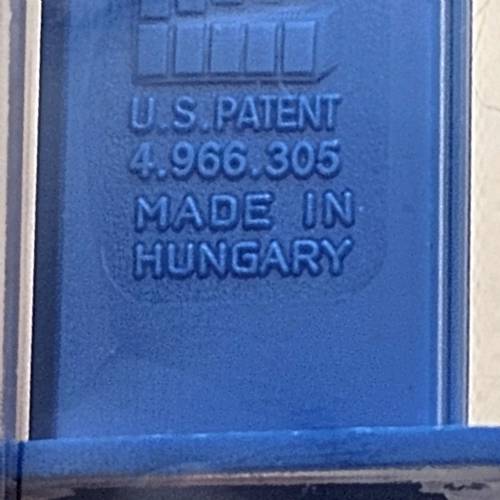 U.S. PATENT
4.966.305
MADE IN
HUNGARY